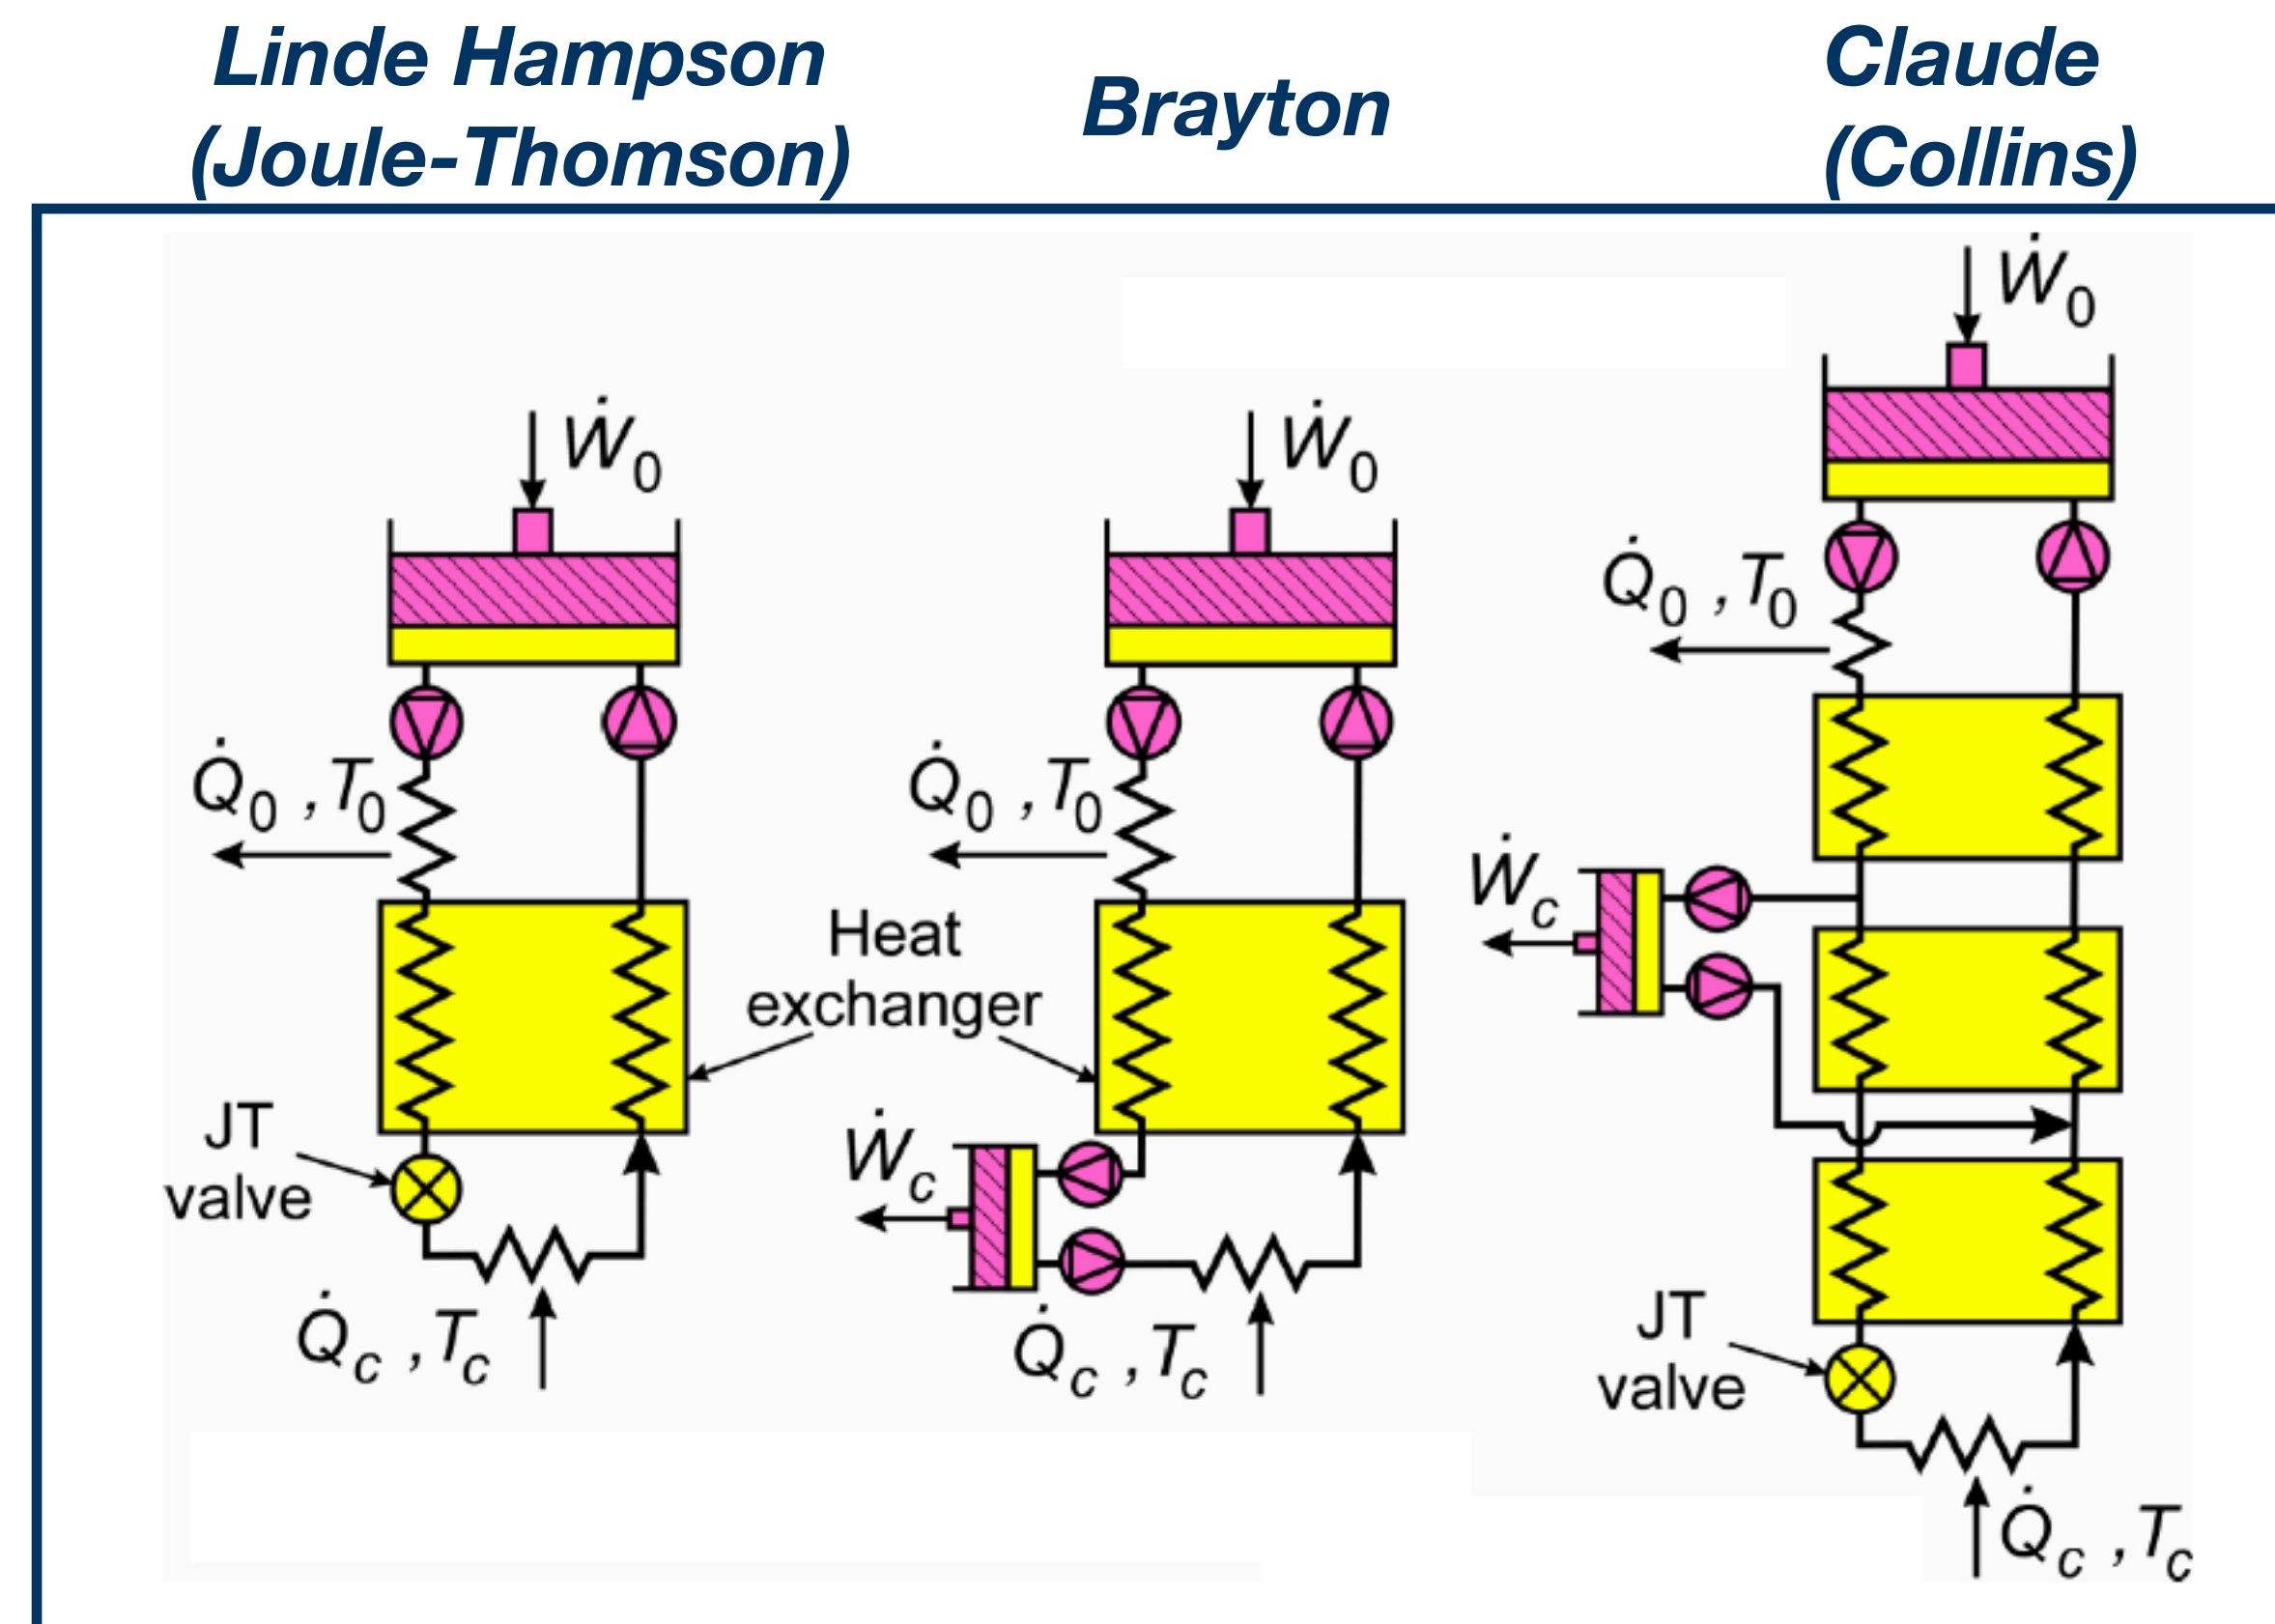 Linde Hampson
(Joule-Thomson)
Brayton
Claude
(Collins)
Ẇ0
Q̇0 ,T0
JT
valve
Q̇c ,Tc
Heat
exchanger
Ẇ0
Q̇0 ,T0
Ẇc
Q̇c ,Tc
Ẇ0
Q̇0 ,T0
Ẇc
JT
valve
Q̇c ,Tc